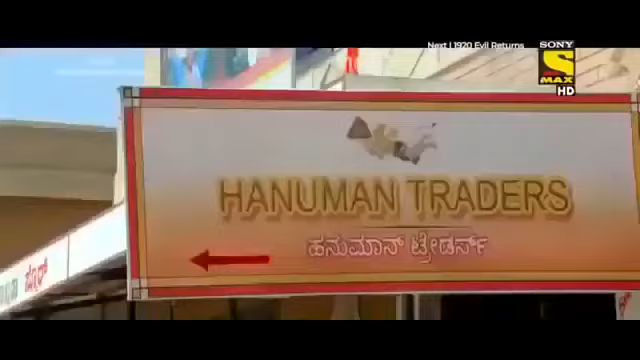 Next | 1920 Evil Returns
SONY
S
MAX
HD
HANUMAN TRADERS
ಹನುಮಾನ್ ಟ್ರೇಡರ್ಸ್
ಸ್ಟೋರ್